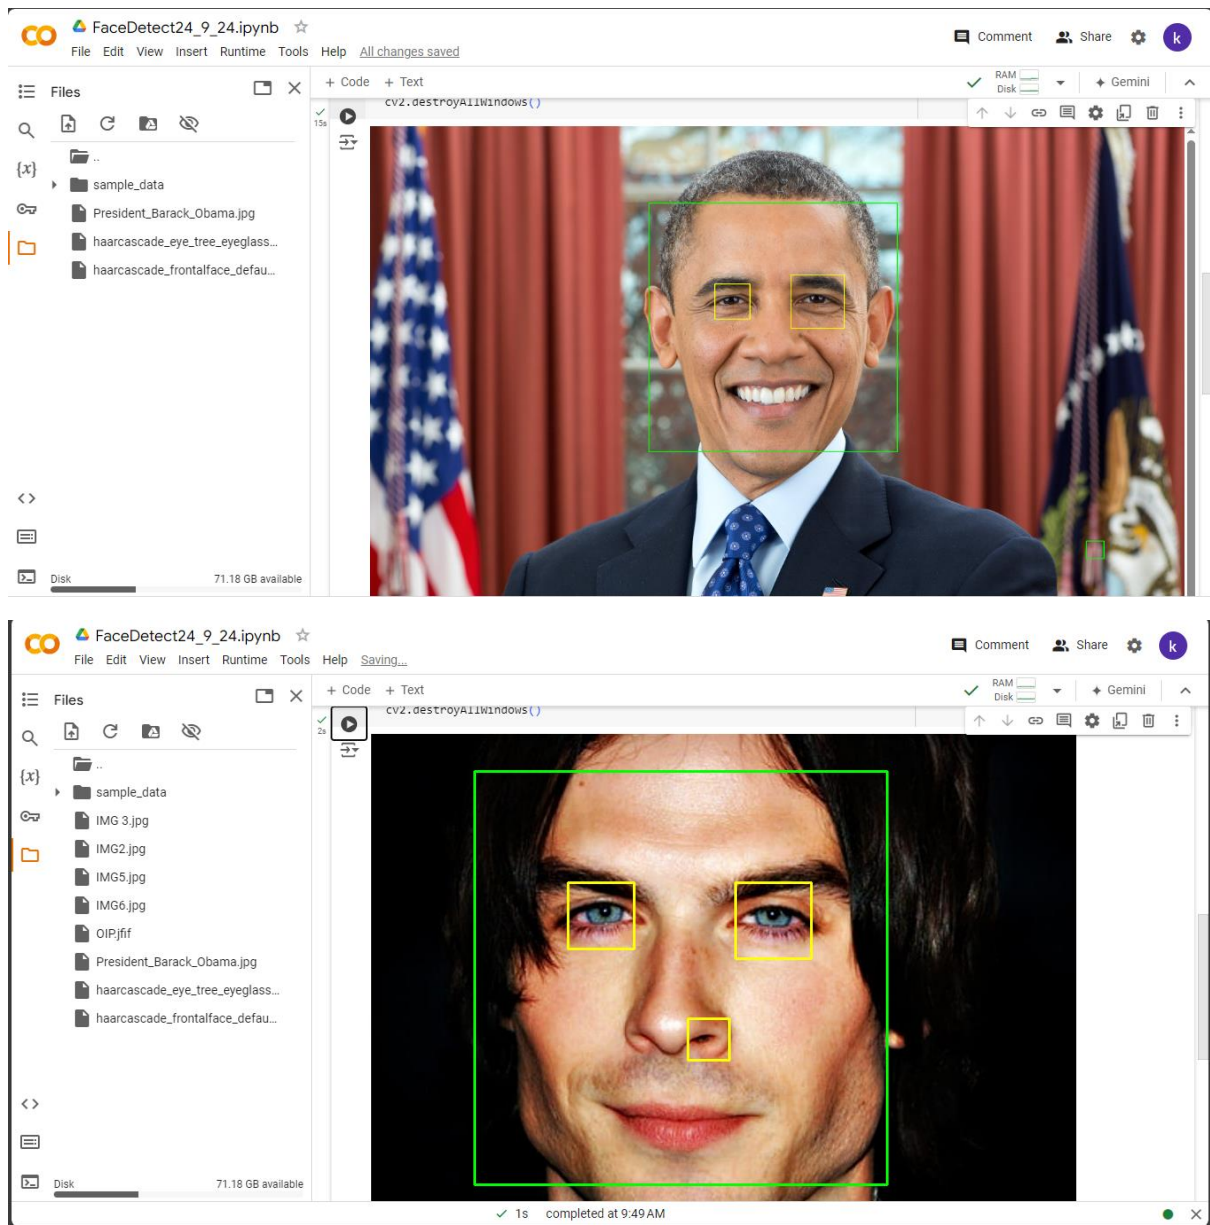 FaceDetect24_9_24.ipynb
File Edit View Insert Runtime Tools Help All changes saved
Comment Share k
Files
+ Code + Text
RAM
Disk
Gemini
cv2.destroyAllWindows()
15s
{x}
..
sample_data
President_Barack_Obama.jpg
haarcascade_eye_tree_eyeglass...
haarcascade_frontalface_defau...
<>
Disk 71.18 GB available
FaceDetect24_9_24.ipynb
File Edit View Insert Runtime Tools Help Saving...
Comment Share k
Files
+ Code + Text
RAM
Disk
Gemini
cv2.destroyAllWindows()
2s
{x}
..
sample_data
IMG 3.jpg
IMG2.jpg
IMG5.jpg
IMG6.jpg
OIP.jfif
President_Barack_Obama.jpg
haarcascade_eye_tree_eyeglass...
haarcascade_frontalface_defau...
<>
Disk 71.18 GB available
1s completed at 9:49 AM